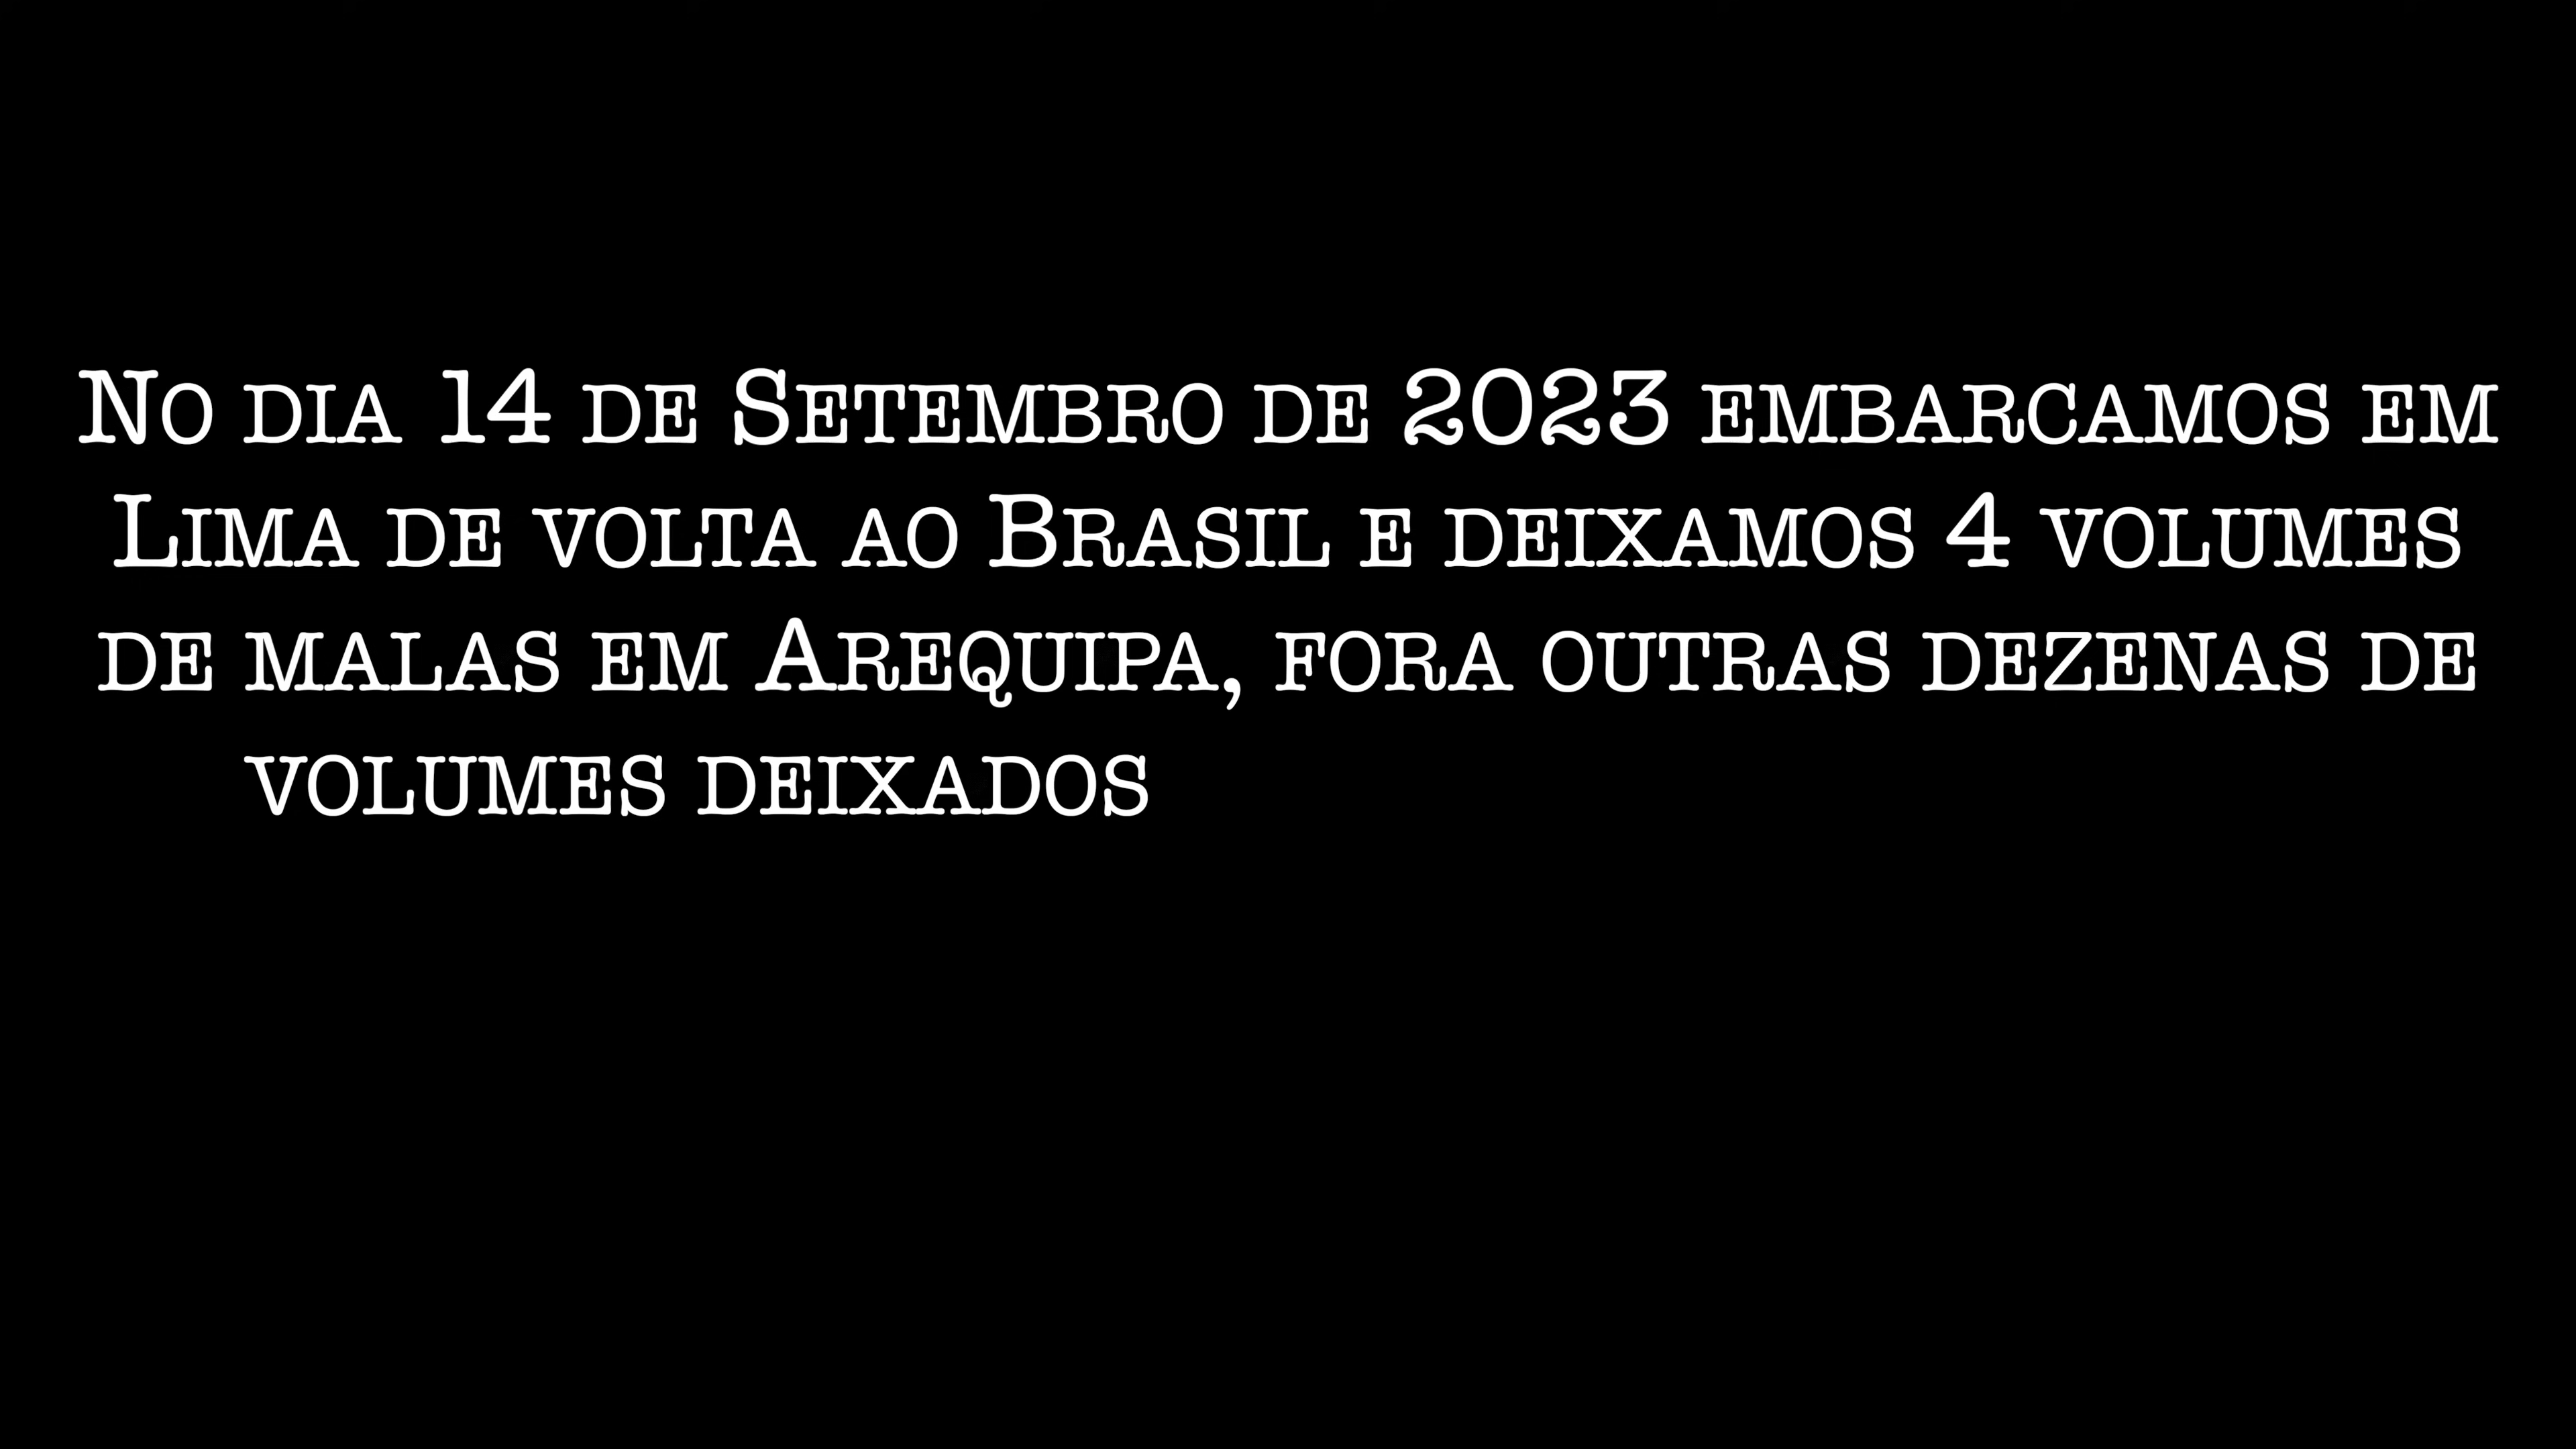 No dia 14 de Setembro de 2023 embarcamos em
Lima de volta ao Brasil e deixamos 4 volumes
de malas em Arequipa, fora outras dezenas de
volumes deixados